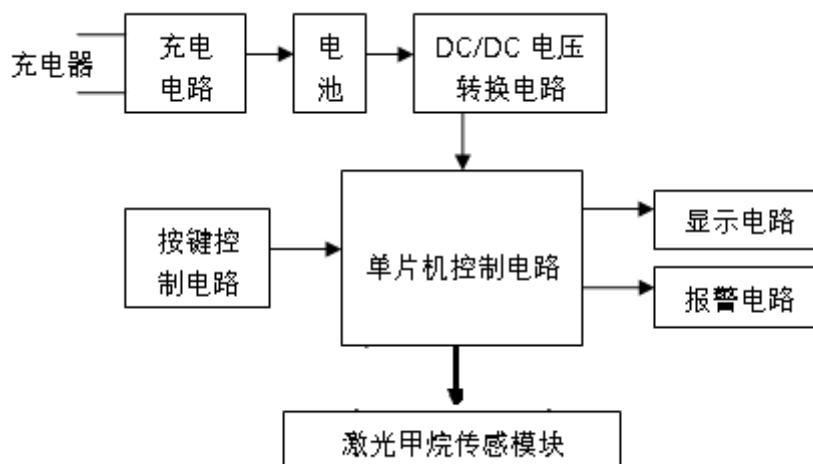 充电器
充电
电路
电
池
DC/DC 电压
转换电路
按键控
制电路
单片机控制电路
显示电路
报警电路
激光甲烷传感模块